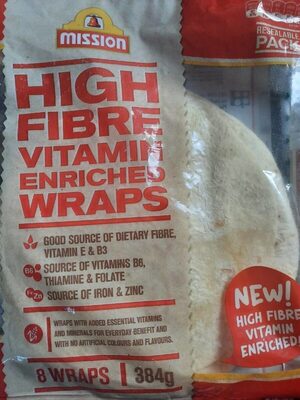 MISSION
RESEALABLE
PACK
HIGH
FIBRE
VITAMIN
ENRICHED
WRAPS
GOOD SOURCE OF DIETARY FIBRE,
VITAMIN E & B3
B6
SOURCE OF VITAMINS B6,
THIAMINE & FOLATE
Zn
SOURCE OF IRON & ZINC
WRAPS WITH ADDED ESSENTIAL VITAMINS
AND MINERALS FOR EVERYDAY BENEFIT AND
WITH NO ARTIFICIAL COLOURS AND FLAVOURS.
8 WRAPS | 384g
NEW!
HIGH FIBRE
VITAMIN
ENRICHED